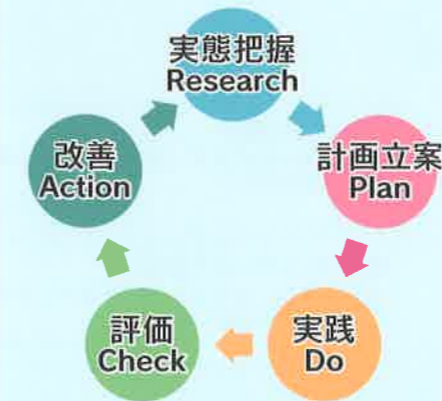 実態把握
Research
計画立案
Plan
実践
Do
評価
Check
改善
Action